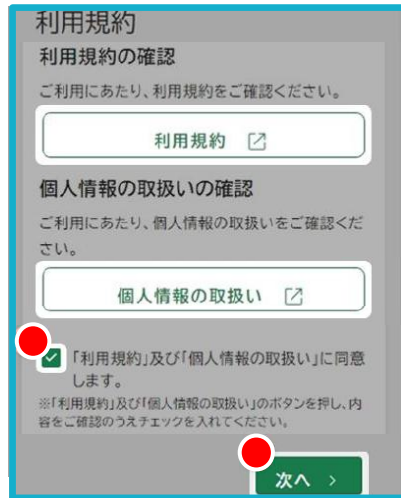 利用規約
利用規約の確認
ご利用にあたり、利用規約をご確認ください。
利用規約
個人情報の取扱いの確認
ご利用にあたり、個人情報の取扱いをご確認くだ
さい。
個人情報の取扱い
「利用規約」及び「個人情報の取扱い」に同意
します。
※「利用規約」及び「個人情報の取扱い」のボタンを押し、内
容をご確認のうえチェックを入れてください。
次へ >